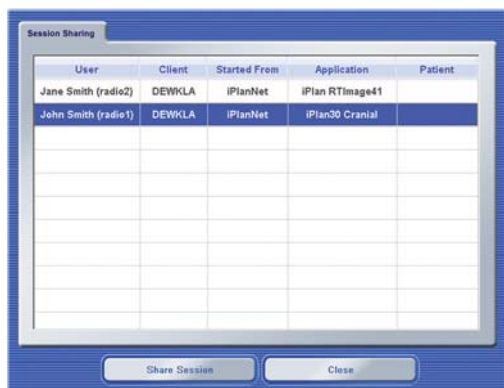 Session Sharing
User Client Started From Application Patient
Jane Smith (radio2) DEWKLA iPlanNet iPlan RTImage41
John Smith (radio1) DEWKLA iPlanNet iPlan30 Cranial
Share Session Close